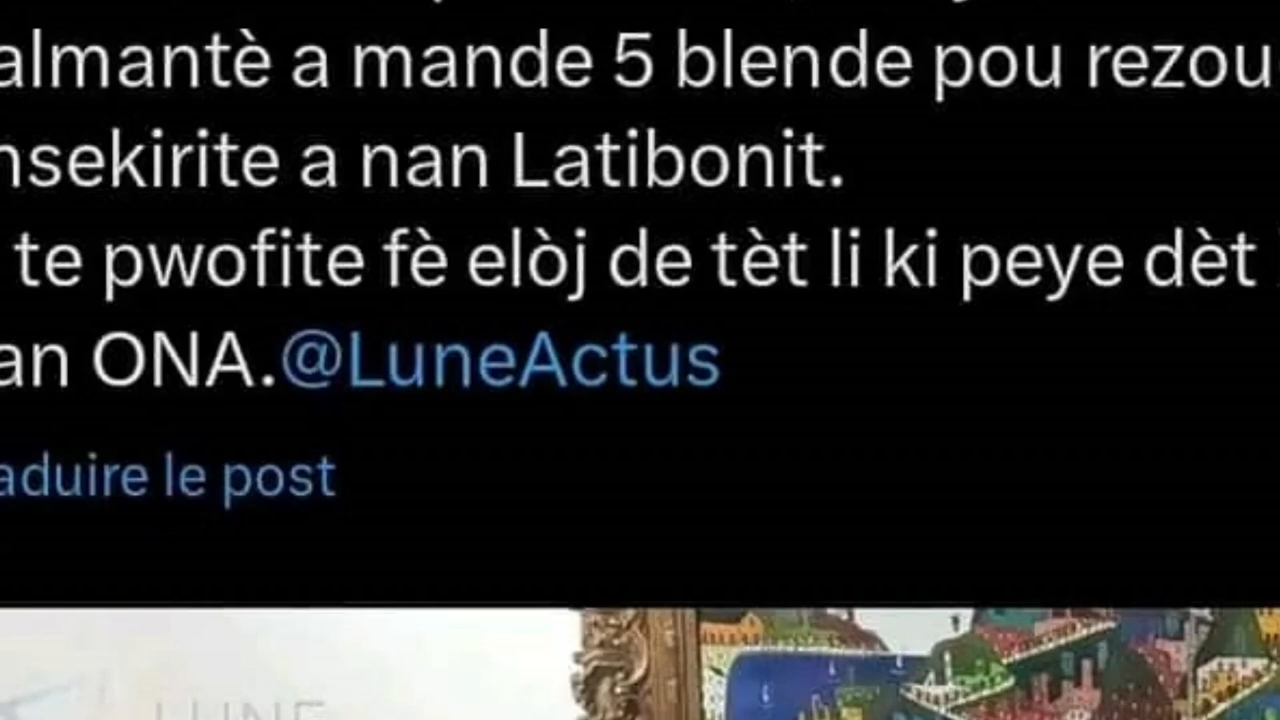 almantè a mande 5 blende pou rezou
nsekirite a nan Latibonit.
te pwofite fè elòj de tèt li ki peye dèt
an ONA.@LuneActus
aduire le post
LUNE